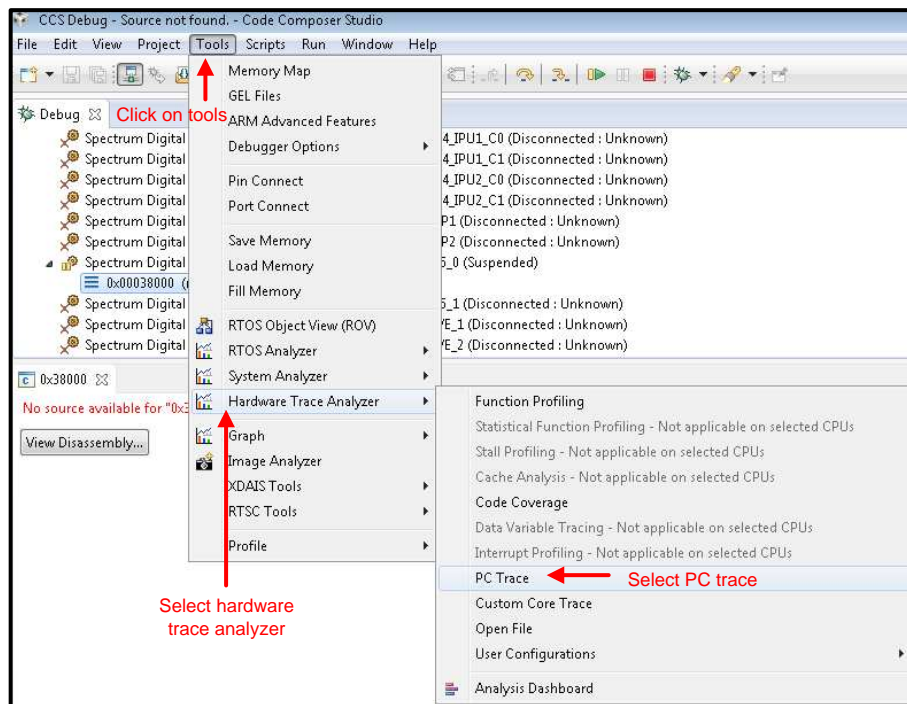 CCS Debug - Source not found. - Code Composer Studio
File Edit View Project Tools Scripts Run Window Help
Memory Map
GEL Files
Click on tools
ARM Advanced Features
Debugger Options
Pin Connect
Port Connect
Save Memory
Load Memory
Fill Memory
RTOS Object View (ROV)
RTOS Analyzer
System Analyzer
Hardware Trace Analyzer
Graph
Image Analyzer
XDAIS Tools
RTSC Tools
Profile
Debug
Spectrum Digital 4_IPU1_C0 (Disconnected : Unknown)
Spectrum Digital 4_IPU1_C1 (Disconnected : Unknown)
Spectrum Digital 4_IPU2_C0 (Disconnected : Unknown)
Spectrum Digital 4_IPU2_C1 (Disconnected : Unknown)
Spectrum Digital P1 (Disconnected : Unknown)
Spectrum Digital P2 (Disconnected : Unknown)
Spectrum Digital 5_0 (Suspended)
0x00038000
Spectrum Digital 5_1 (Disconnected : Unknown)
Spectrum Digital E_1 (Disconnected : Unknown)
Spectrum Digital E_2 (Disconnected : Unknown)
0x38000
No source available for "0x3
View Disassembly...
Function Profiling
Statistical Function Profiling - Not applicable on selected CPUs
Stall Profiling - Not applicable on selected CPUs
Cache Analysis - Not applicable on selected CPUs
Code Coverage
Data Variable Tracing - Not applicable on selected CPUs
Interrupt Profiling - Not applicable on selected CPUs
PC Trace
Select PC trace
Custom Core Trace
Open File
User Configurations
Analysis Dashboard
Select hardware
trace analyzer